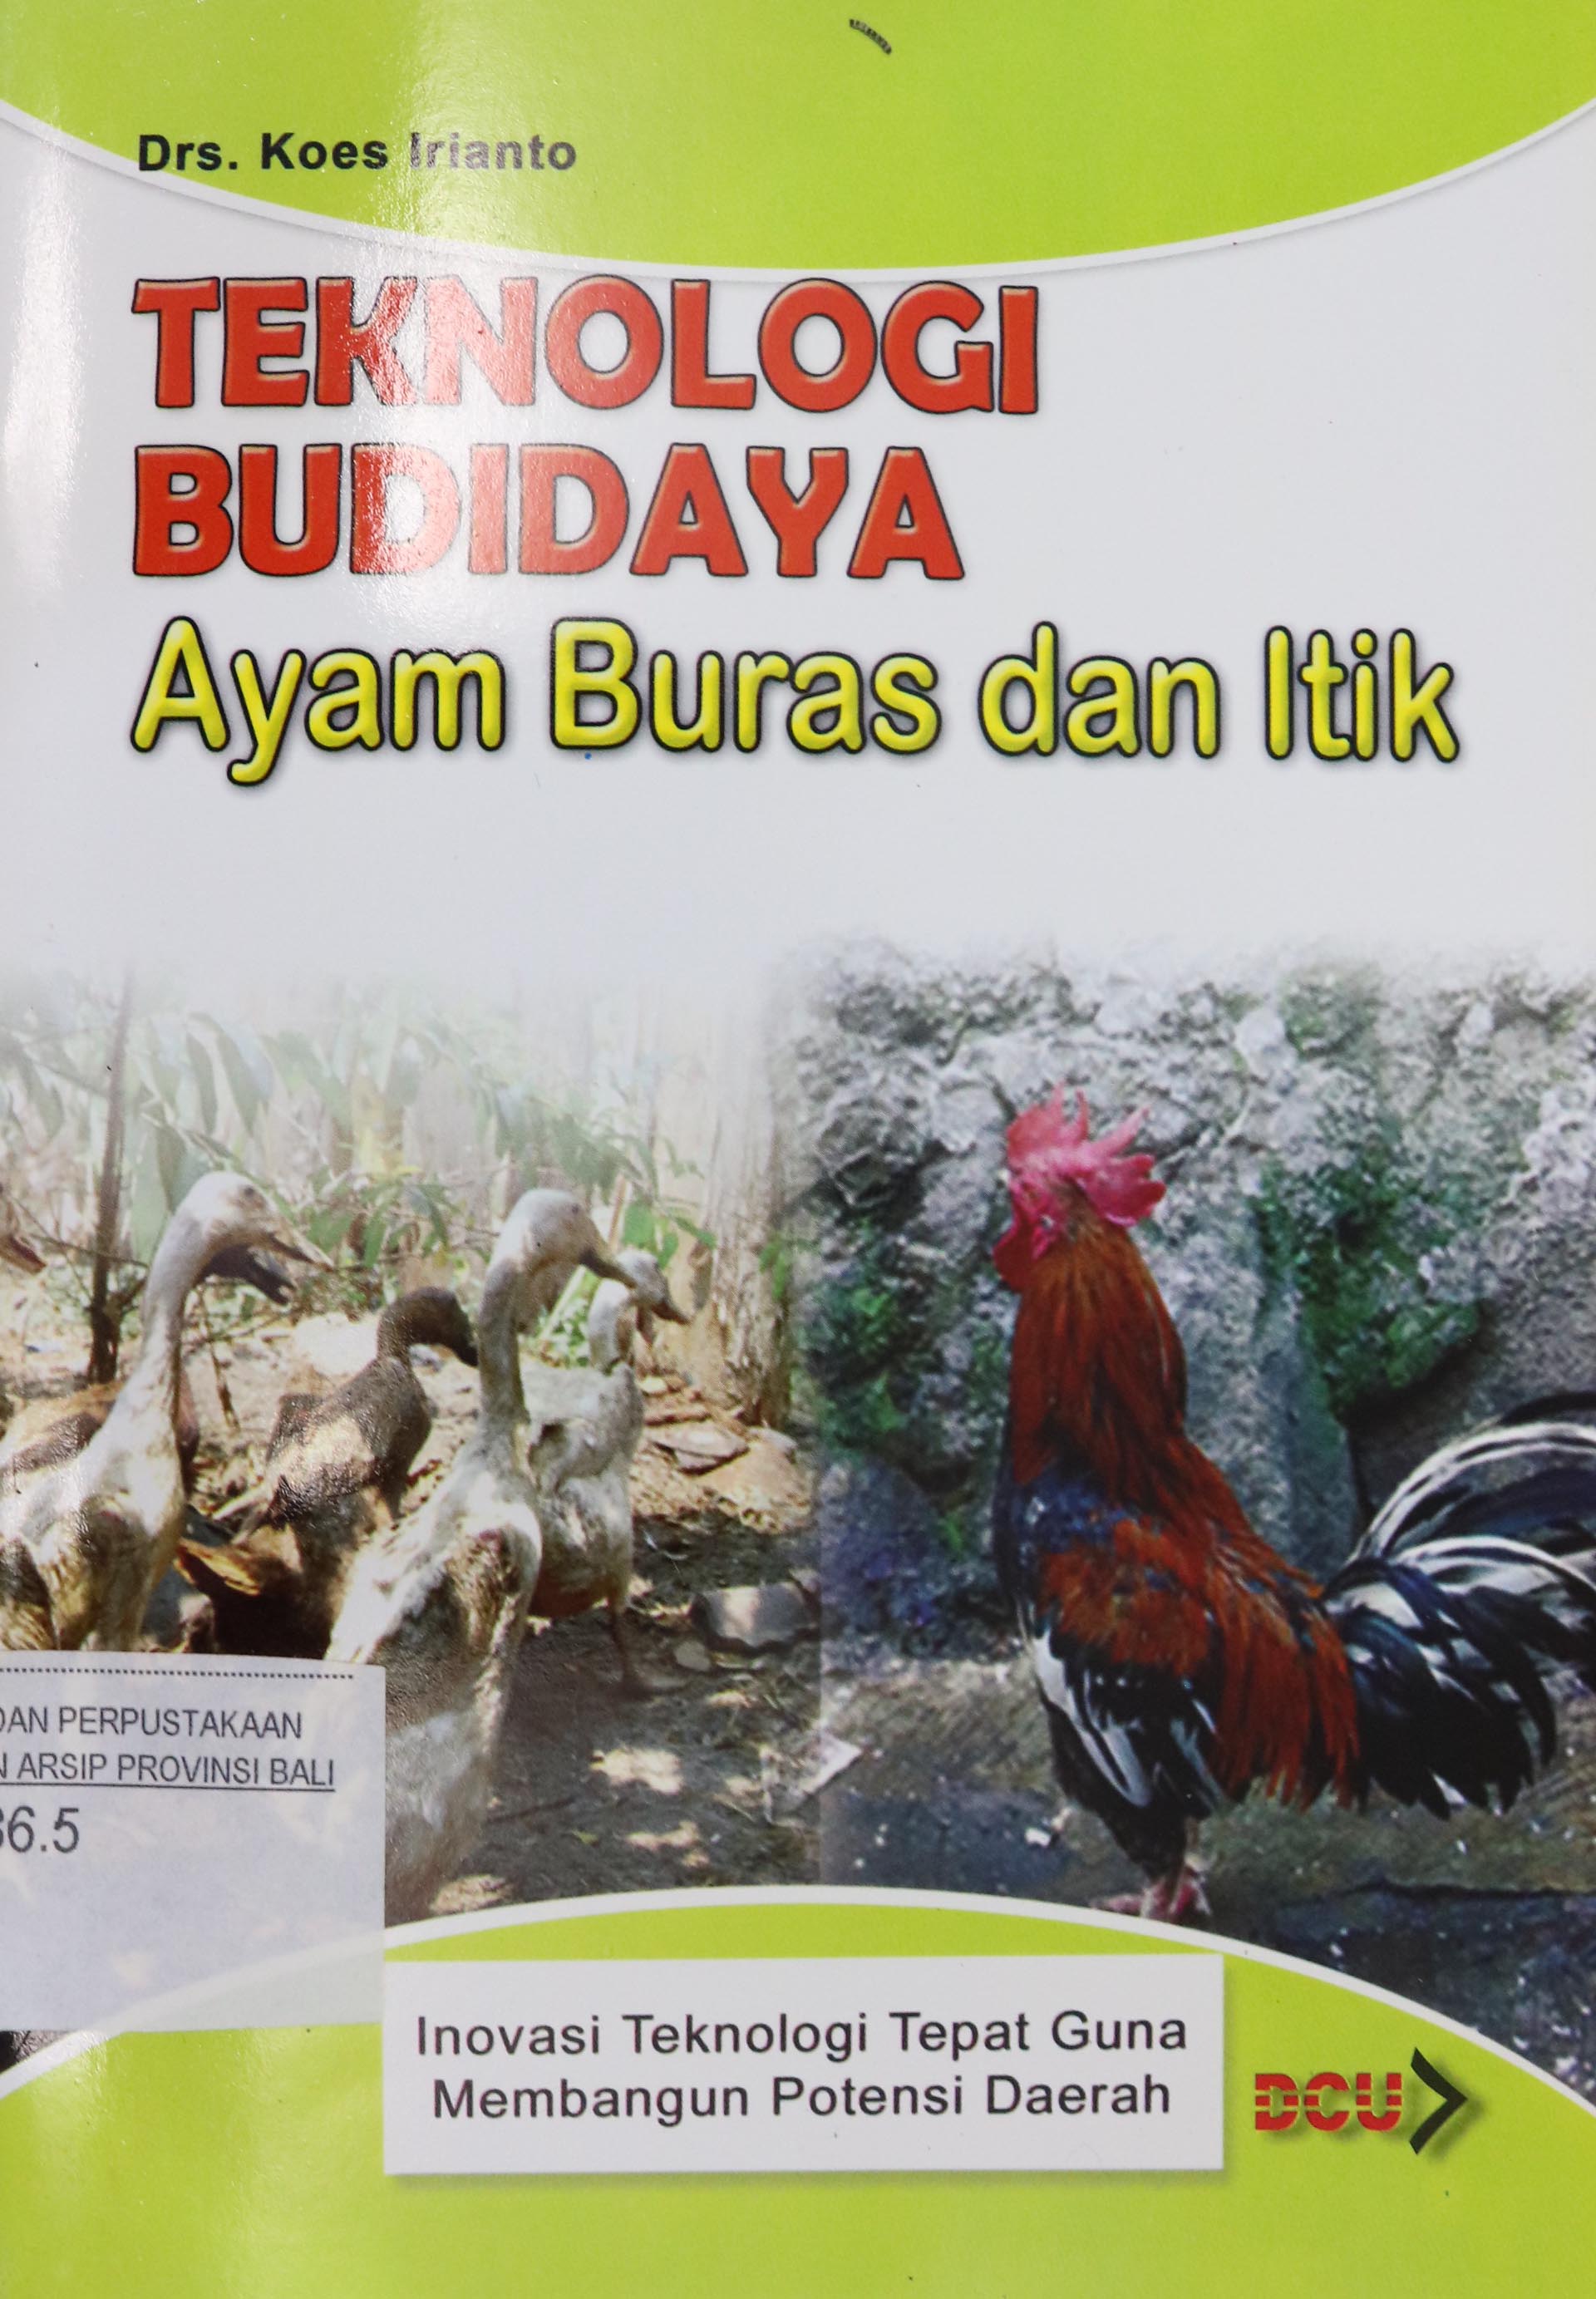 Drs. Koes Irianto
TEKNOLOGI
BUDIDAYA
Ayam Buras dan Itik
DAN PERPUSTAKAAN
ARSIP PROVINSI BALI
6.5
Inovasi Teknologi Tepat Guna
Membangun Potensi Daerah
DCU